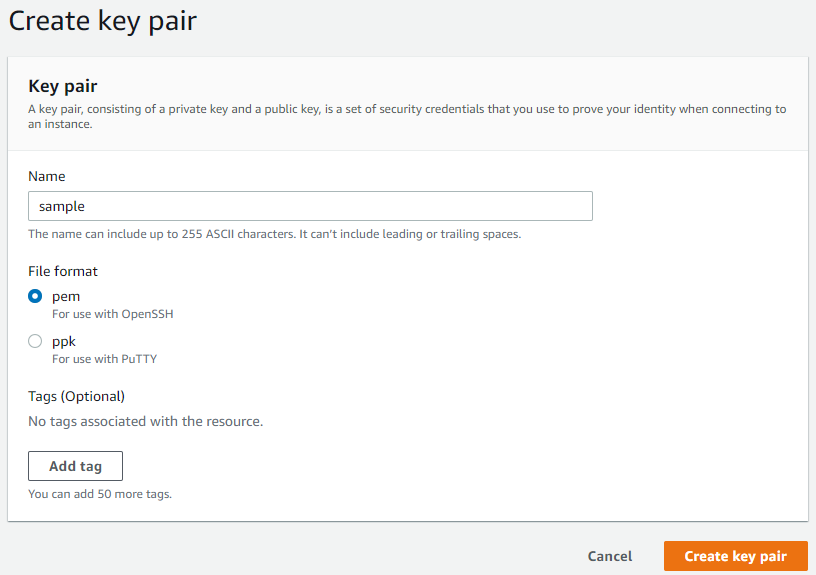 Create key pair
Key pair
A key pair, consisting of a private key and a public key, is a set of security credentials that you use to prove your identity when connecting to
an instance.
Name
sample
The name can include up to 255 ASCII characters. It can't include leading or trailing spaces.
File format
pem
For use with OpenSSH
ppk
For use with PuTTY
Tags (Optional)
No tags associated with the resource.
Add tag
You can add 50 more tags.
Cancel
Create key pair